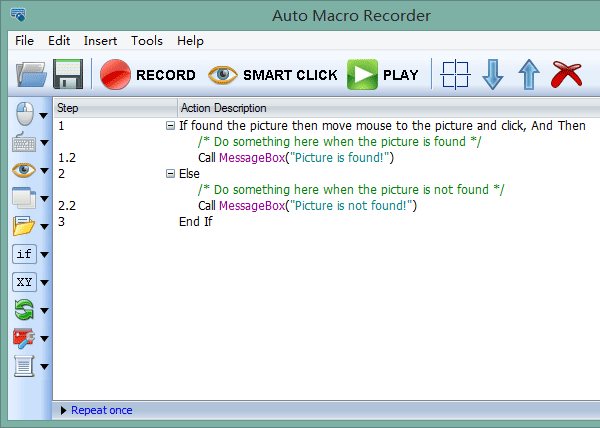 Auto Macro Recorder
File Edit Insert Tools Help
RECORD SMART CLICK PLAY
Step Action Description
1 If found the picture then move mouse to the picture and click, And Then
/* Do something here when the picture is found */
1.2 Call MessageBox("Picture is found!")
2 Else
/* Do something here when the picture is not found */
2.2 Call MessageBox("Picture is not found!")
3 End If
if
XY
Repeat once